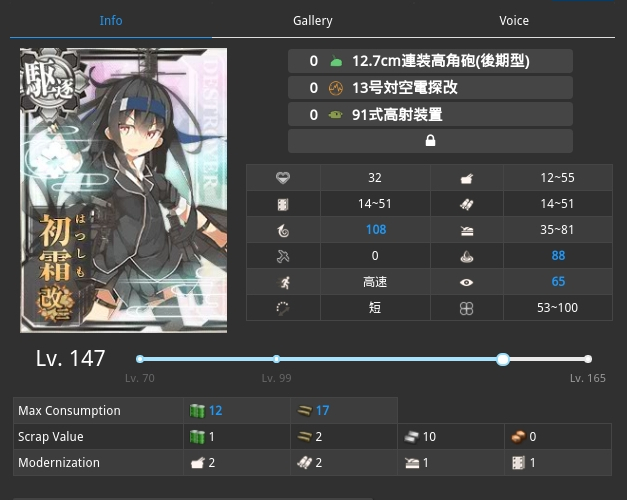 Info Gallery Voice
駆逐
DESTROYER
初霜
はつしも
改二
0 12.7cm連装高角砲(後期型)
0 13号対空電探改
0 91式高射装置
32 12~55
14~51 14~51
108 35~81
0 88
高速 65
短 53~100
Lv. 147
Lv. 70 Lv. 99 Lv. 165
Max Consumption 12 17
Scrap Value 1 2 10 0
Modernization 2 2 1 1